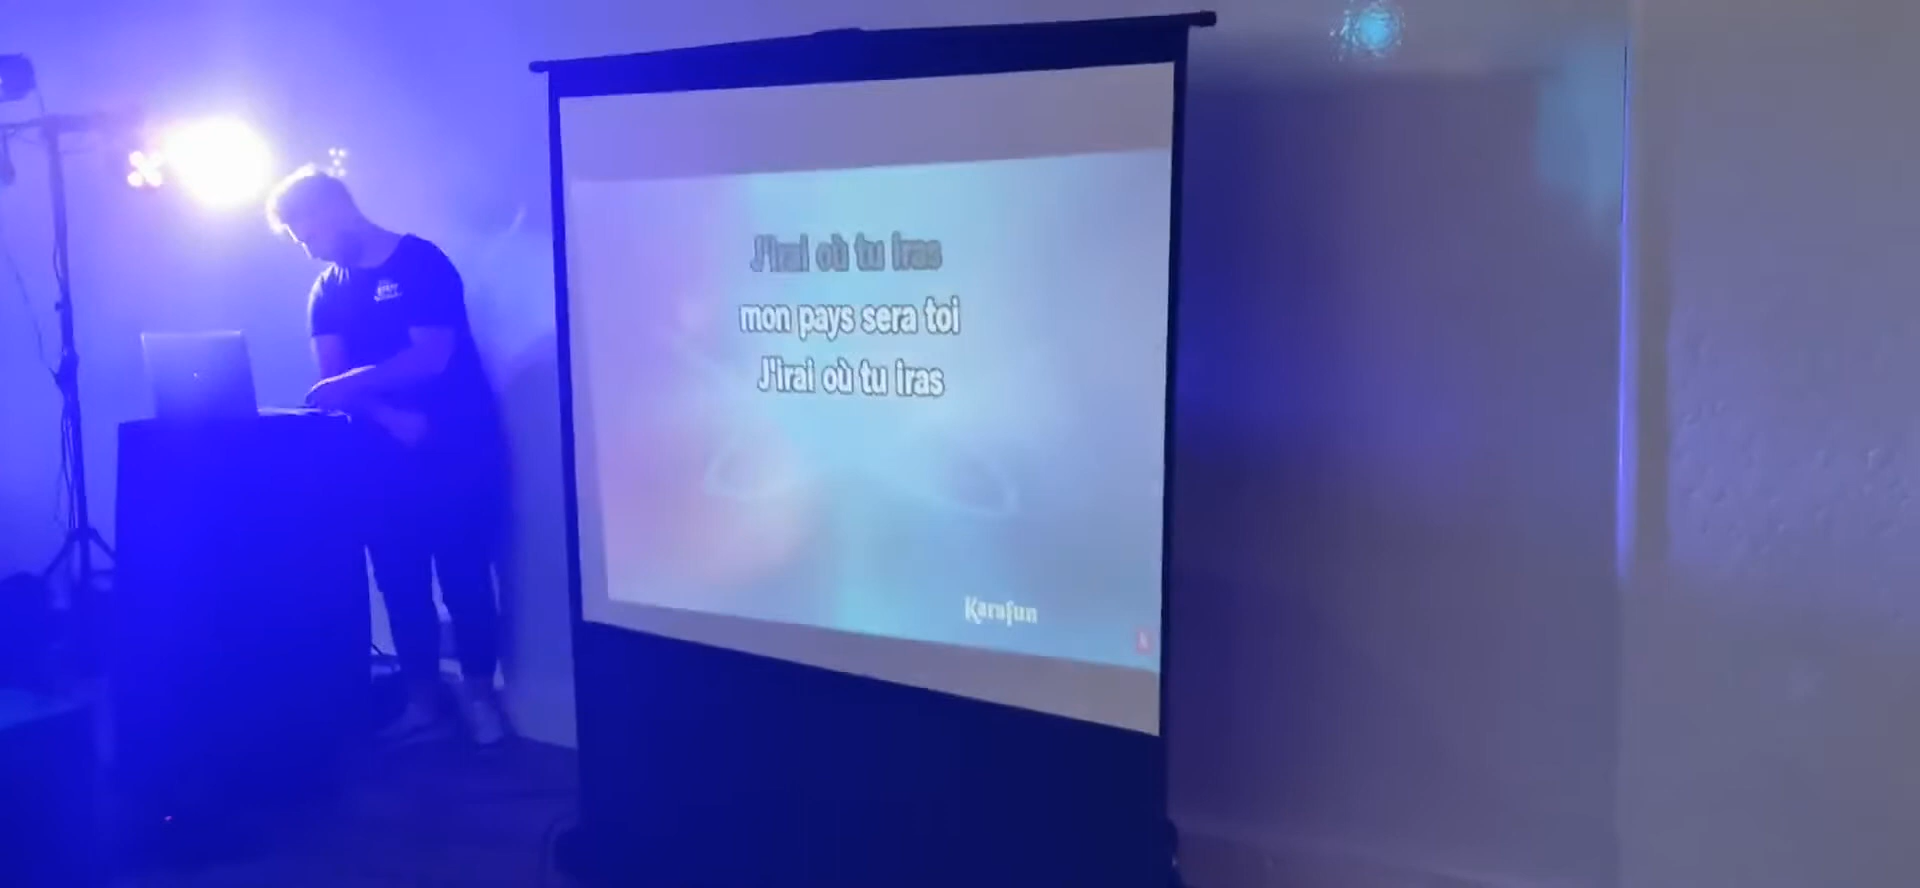 J'irai où tu iras
mon pays sera toi
J'irai où tu iras
Karafun